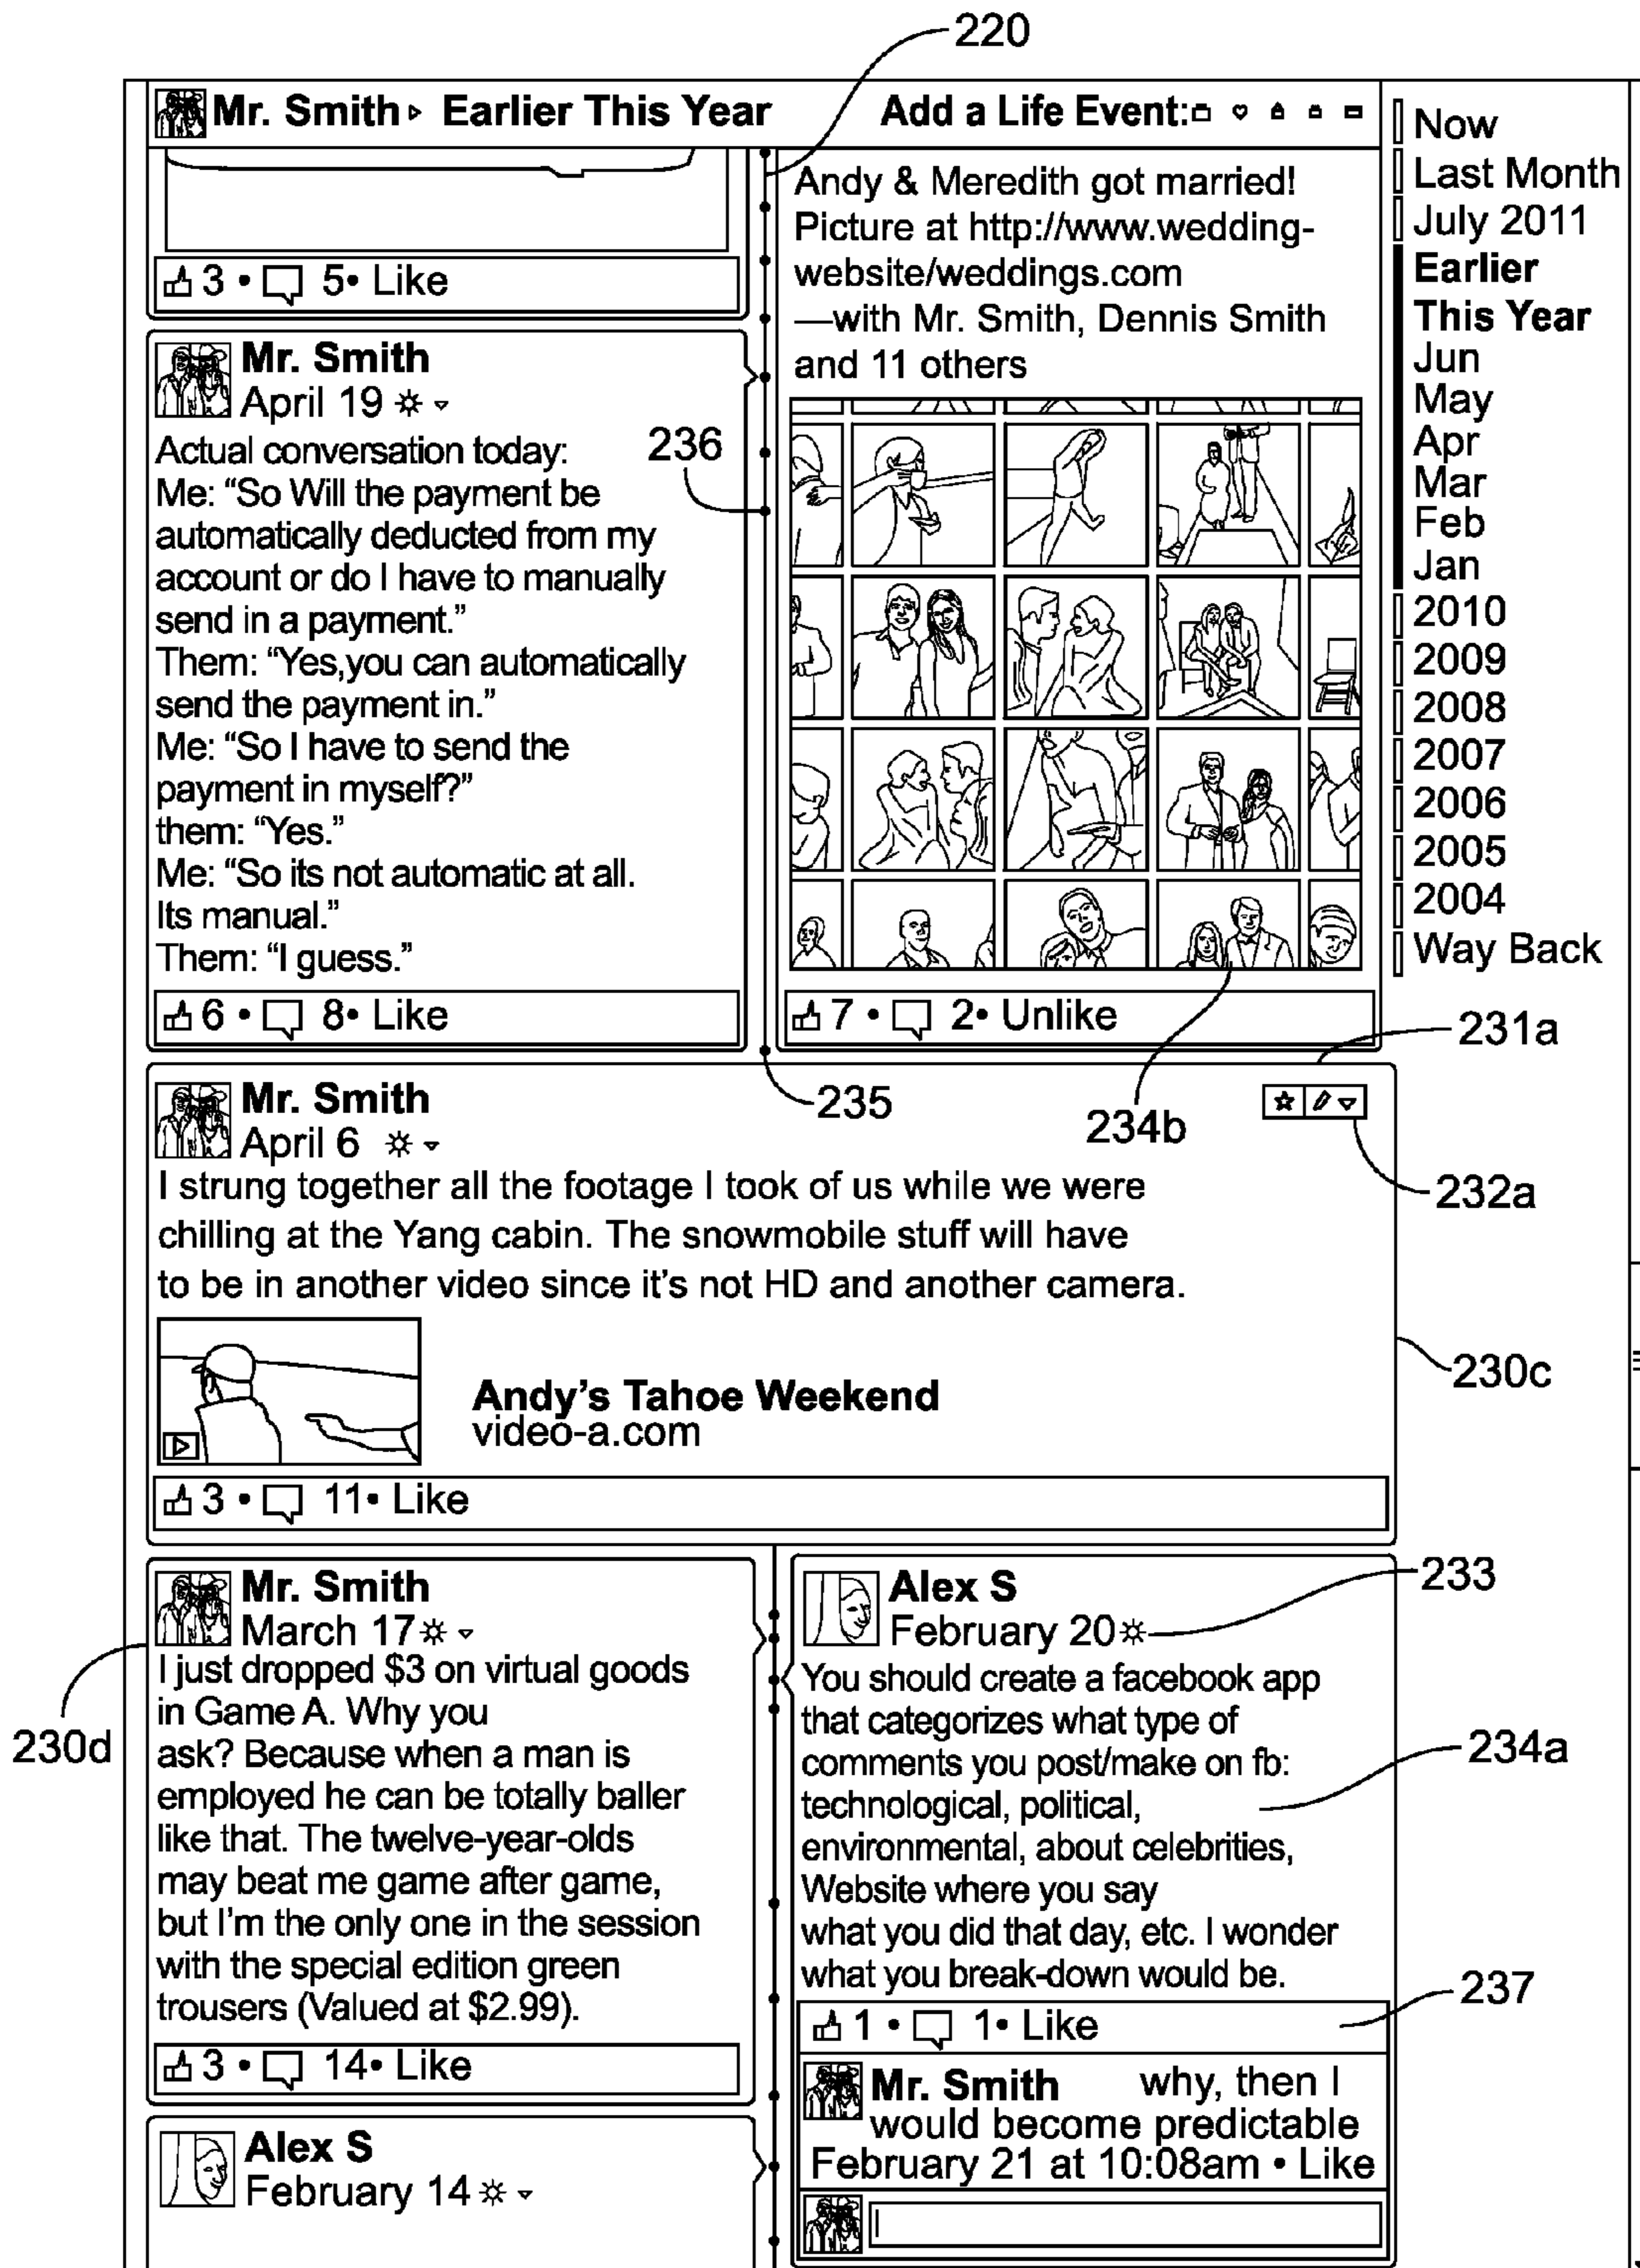 220
Mr. Smith Earlier This Year Add a Life Event:
3 • 5• Like
Mr. Smith
April 19
Actual conversation today:
Me: “So Will the payment be
automatically deducted from my
account or do I have to manually
send in a payment.”
Them: “Yes,you can automatically
send the payment in.”
Me: “So I have to send the
payment in myself?”
them: “Yes.”
Me: “So its not automatic at all.
Its manual.”
Them: “I guess.”
6 • 8• Like
236
Andy & Meredith got married!
Picture at http://www.wedding-
website/weddings.com
—with Mr. Smith, Dennis Smith
and 11 others
7 • 2• Unlike
Now
Last Month
July 2011
Earlier
This Year
Jun
May
Apr
Mar
Feb
Jan
2010
2009
2008
2007
2006
2005
2004
Way Back
231a
235
234b
232a
Mr. Smith
April 6
I strung together all the footage I took of us while we were
chilling at the Yang cabin. The snowmobile stuff will have
to be in another video since it’s not HD and another camera.
230c
Andy’s Tahoe Weekend
video-a.com
3 • 11• Like
Mr. Smith
March 17
I just dropped $3 on virtual goods
in Game A. Why you
ask? Because when a man is
employed he can be totally baller
like that. The twelve-year-olds
may beat me game after game,
but I’m the only one in the session
with the special edition green
trousers (Valued at $2.99).
3 • 14• Like
230d
Alex S
February 14
Alex S
February 20
233
You should create a facebook app
that categorizes what type of
comments you post/make on fb:
technological, political,
environmental, about celebrities,
Website where you say
what you did that day, etc. I wonder
what you break-down would be.
234a
1 • 1• Like
237
Mr. Smith why, then I
would become predictable
February 21 at 10:08am • Like